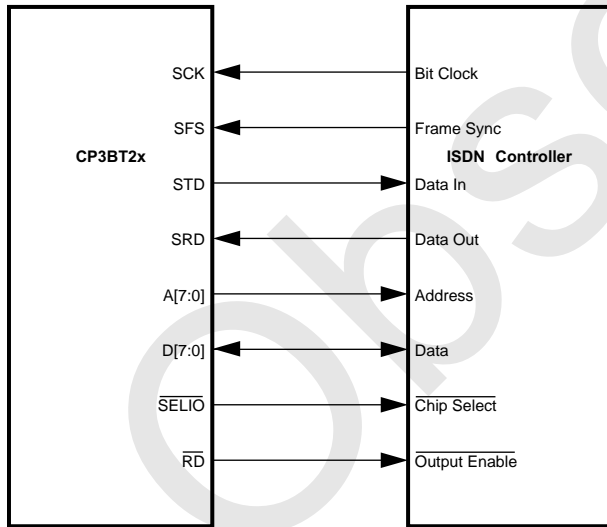 SCK Bit Clock
SFS Frame Sync
CP3BT2x ISDN Controller
STD Data In
SRD Data Out
A[7:0] Address
D[7:0] Data
SELIO Chip Select
RD Output Enable
Obs